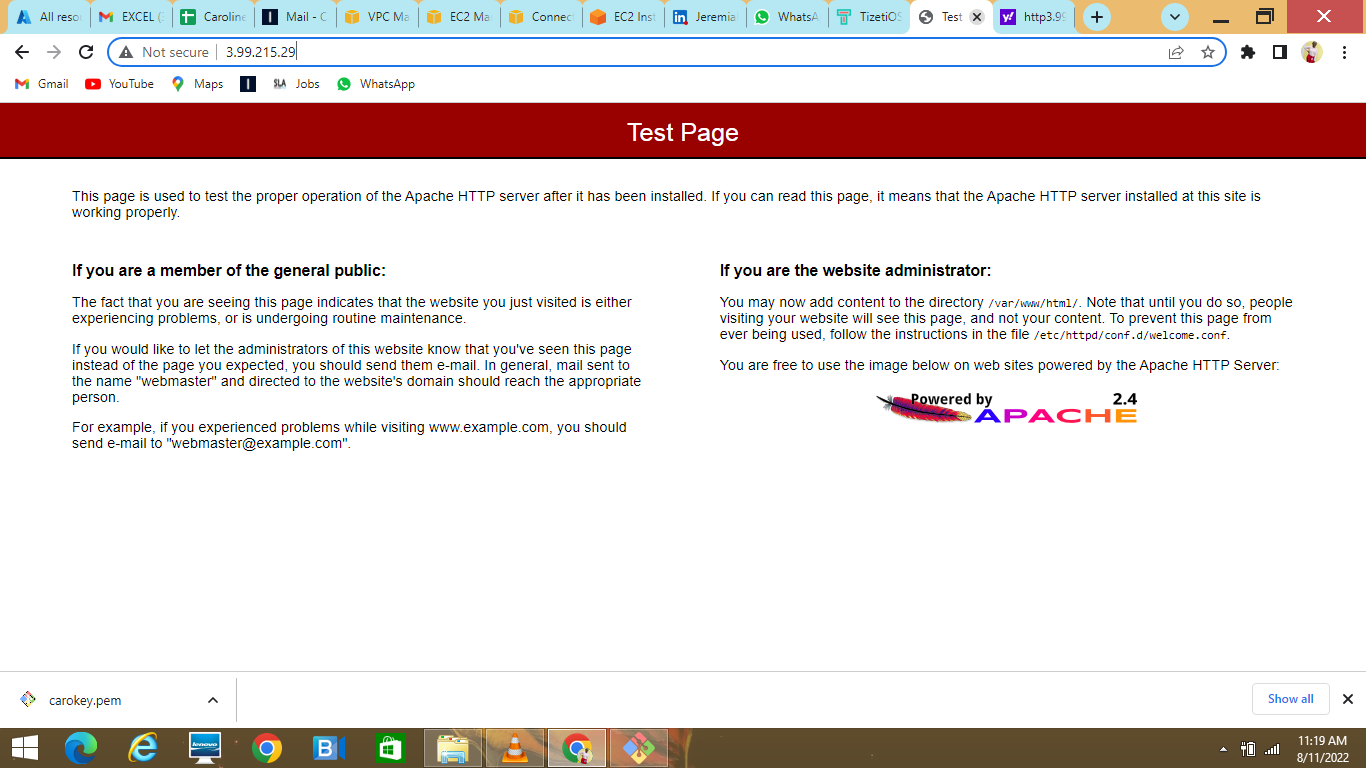 All reso
EXCEL (
Caroline
Mail - C
VPC Ma
EC2 Mai
Connec
EC2 Inst
Jeremia
WhatsA
TizetiOS
Test
http3.99
Not secure
3.99.215.29
Gmail
YouTube
Maps
SLA
Jobs
WhatsApp
Test Page
This page is used to test the proper operation of the Apache HTTP server after it has been installed. If you can read this page, it means that the Apache HTTP server installed at this site is
working properly.
If you are a member of the general public:
The fact that you are seeing this page indicates that the website you just visited is either
experiencing problems, or is undergoing routine maintenance.
If you would like to let the administrators of this website know that you've seen this page
instead of the page you expected, you should send them e-mail. In general, mail sent to
the name "webmaster" and directed to the website's domain should reach the appropriate
person.
For example, if you experienced problems while visiting www.example.com, you should
send e-mail to "webmaster@example.com".
If you are the website administrator:
You may now add content to the directory /var/www/html/. Note that until you do so, people
visiting your website will see this page, and not your content. To prevent this page from
ever being used, follow the instructions in the file /etc/httpd/conf.d/welcome.conf.
You are free to use the image below on web sites powered by the Apache HTTP Server:
Powered by 2.4
APACHE
carokey.pem
Show all
lenovo
B
11:19 AM
8/11/2022